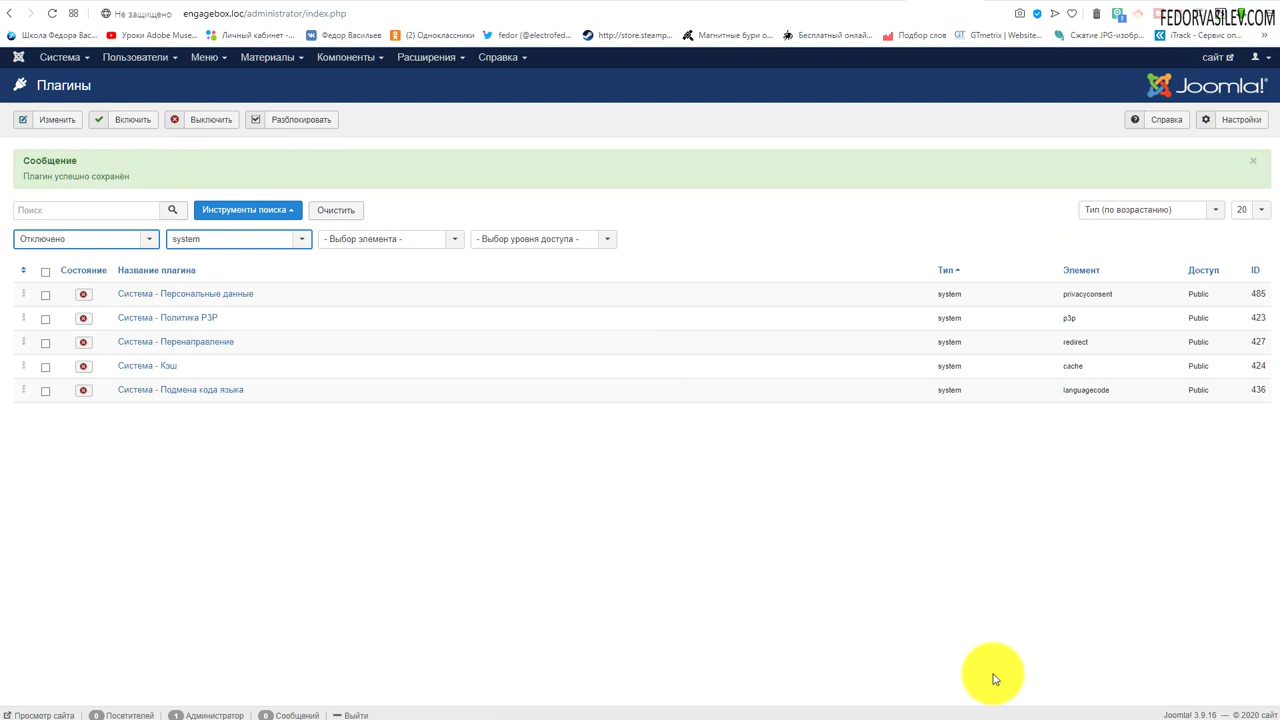 Не защищено engagebox.loc/administrator/index.php
FEDORVASILEV.COM
Школа Федора Вас... Уроки Adobe Muse... Личный кабинет -... Федор Васильев (2) Одноклассники fedor (@electrofed... http://store.steamp... Магнитные бури о... Бесплатный онлай... Подбор слов GTmetrix | Website... Сжатие JPG-изобр... iTrack - Сервис оп...
Система Пользователи Меню Материалы Компоненты Расширения Справка сайт
Плагины Joomla!
Изменить Включить Выключить Разблокировать Справка Настройки
Сообщение
Плагин успешно сохранён
Поиск Инструменты поиска Очистить Тип (по возрастанию) 20
Отключено system - Выбор элемента - - Выбор уровня доступа -
Состояние Название плагина Тип Элемент Доступ ID
Система - Персональные данные system privacyconsent Public 485
Система - Политика P3P system p3p Public 423
Система - Перенаправление system redirect Public 427
Система - Кэш system cache Public 424
Система - Подмена кода языка system languagecode Public 436
Просмотр сайта 0 Посетителей 1 Администратор 0 Сообщений Выйти Joomla! 3.9.16 — © 2020 сайт